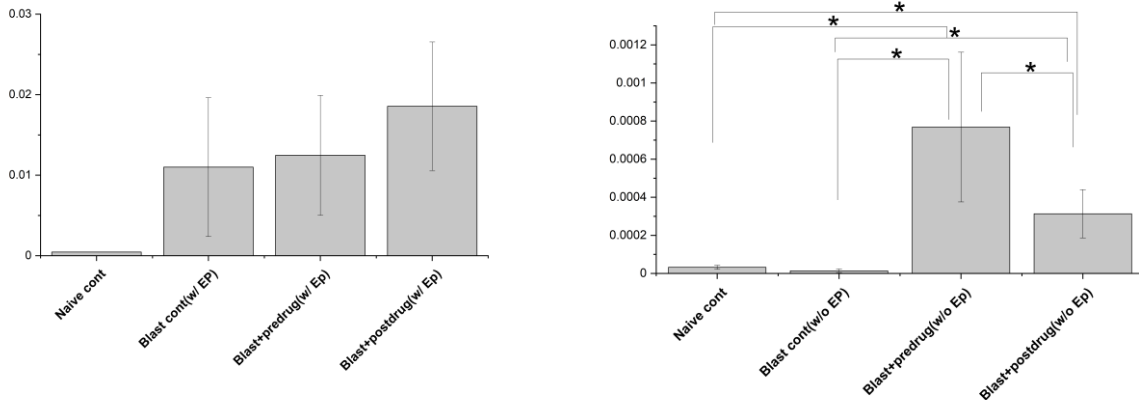 0.03
0.02
0.01
0
Naive cont
Blast cont(w/ EP)
Blast+predrug(w/ Ep)
Blast+postdrug(w/ Ep)
*
*
*
*
*
0.0012
0.001
0.0008
0.0006
0.0004
0.0002
0
Naive cont
Blast cont(w/o EP)
Blast+predrug(w/o Ep)
Blast+postdrug(w/o Ep)